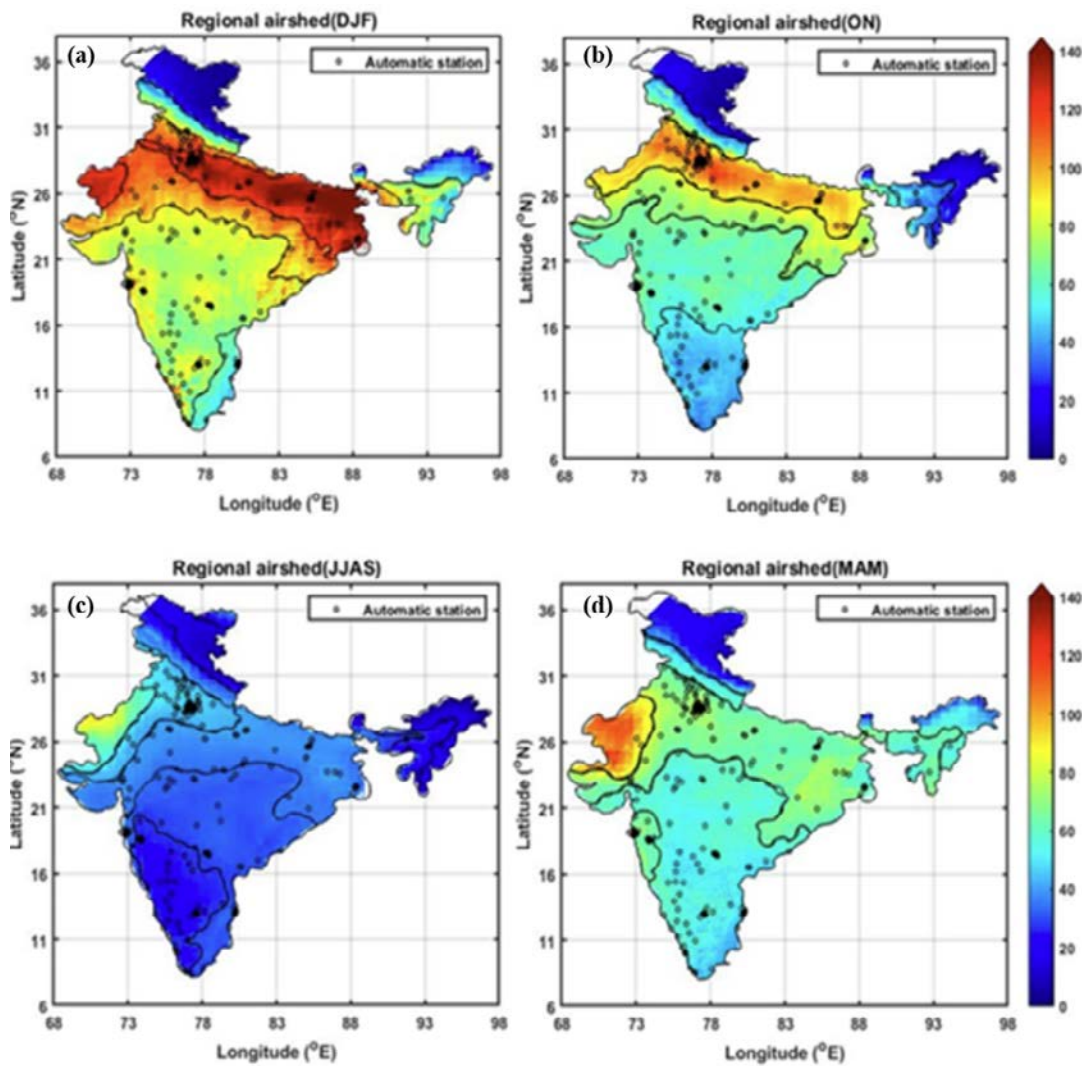 Regional airshed(DJF)
(a)
Automatic station
36
31
26
21
16
11
6
Latitude (°N)
68 73 78 83 88 93 98
Longitude (°E)
Regional airshed(ON)
(b)
Automatic station
36
31
26
21
16
11
6
Latitude (°N)
68 73 78 83 88 93 98
Longitude (°E)
140
120
100
80
60
40
20
0
Regional airshed(JJAS)
(c)
Automatic station
36
31
26
21
16
11
6
Latitude (°N)
68 73 78 83 88 93 98
Longitude (°E)
Regional airshed(MAM)
(d)
Automatic station
36
31
26
21
16
11
6
Latitude (°N)
68 73 78 83 88 93 98
Longitude (°E)
140
120
100
80
60
40
20
0